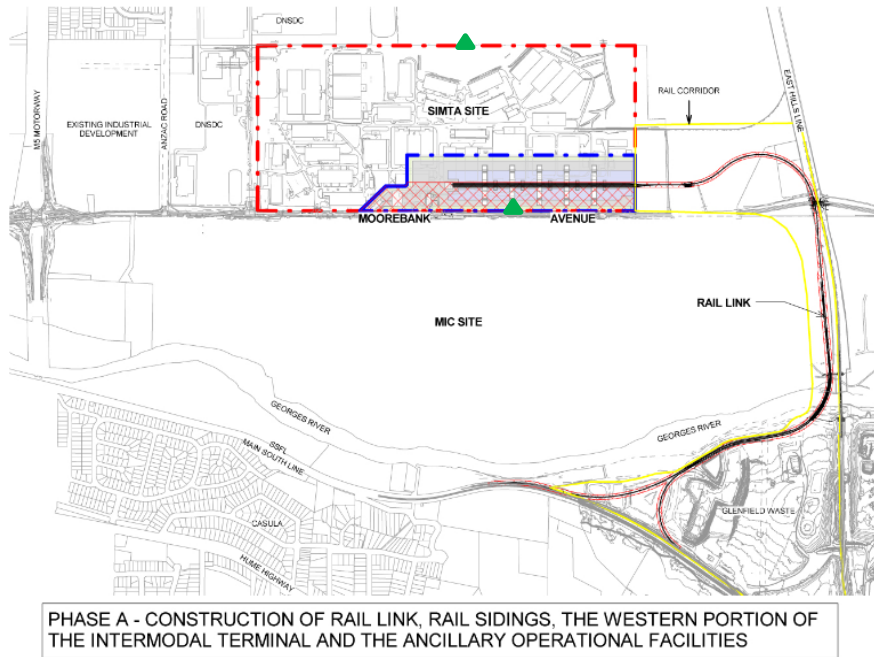 DNSDC
M5 MOTORWAY
EXISTING INDUSTRIAL
DEVELOPMENT
ANZAC ROAD
DNSDC
SIMTA SITE
RAIL CORRIDOR
EAST HILLS LINE
MOOREBANK
AVENUE
MIC SITE
RAIL LINK
GEORGES RIVER
GEORGES RIVER
SSFL
MAIN SOUTH LINE
CASULA
HUME HIGHWAY
GLENFIELD WASTE
PHASE A - CONSTRUCTION OF RAIL LINK, RAIL SIDINGS, THE WESTERN PORTION OF
THE INTERMODAL TERMINAL AND THE ANCILLARY OPERATIONAL FACILITIES